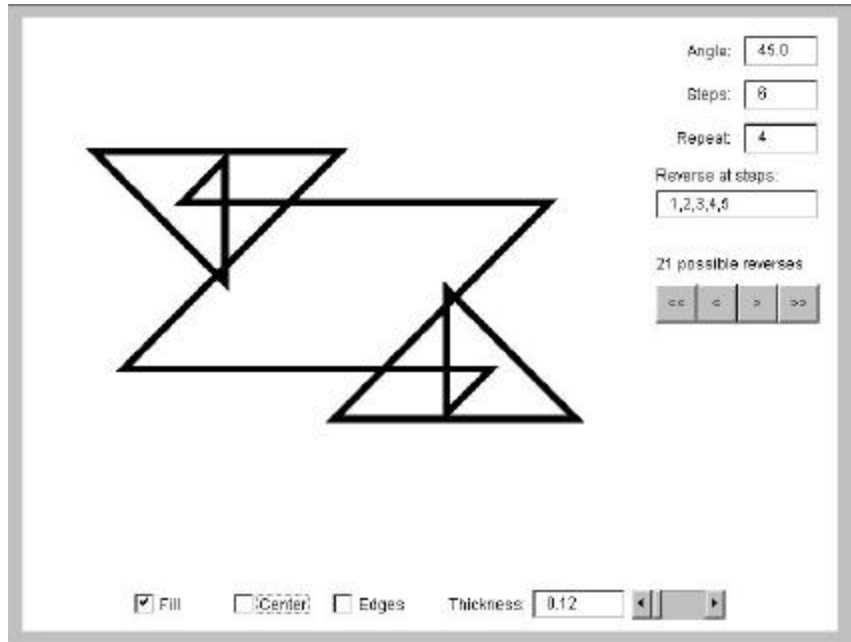 Angle: 45.0
Steps: 6
Repeat: 4
Reverse at steps:
1,2,3,4,5
21 possible reverses
<< < > >>
Fill Center Edges Thickness: 0.12